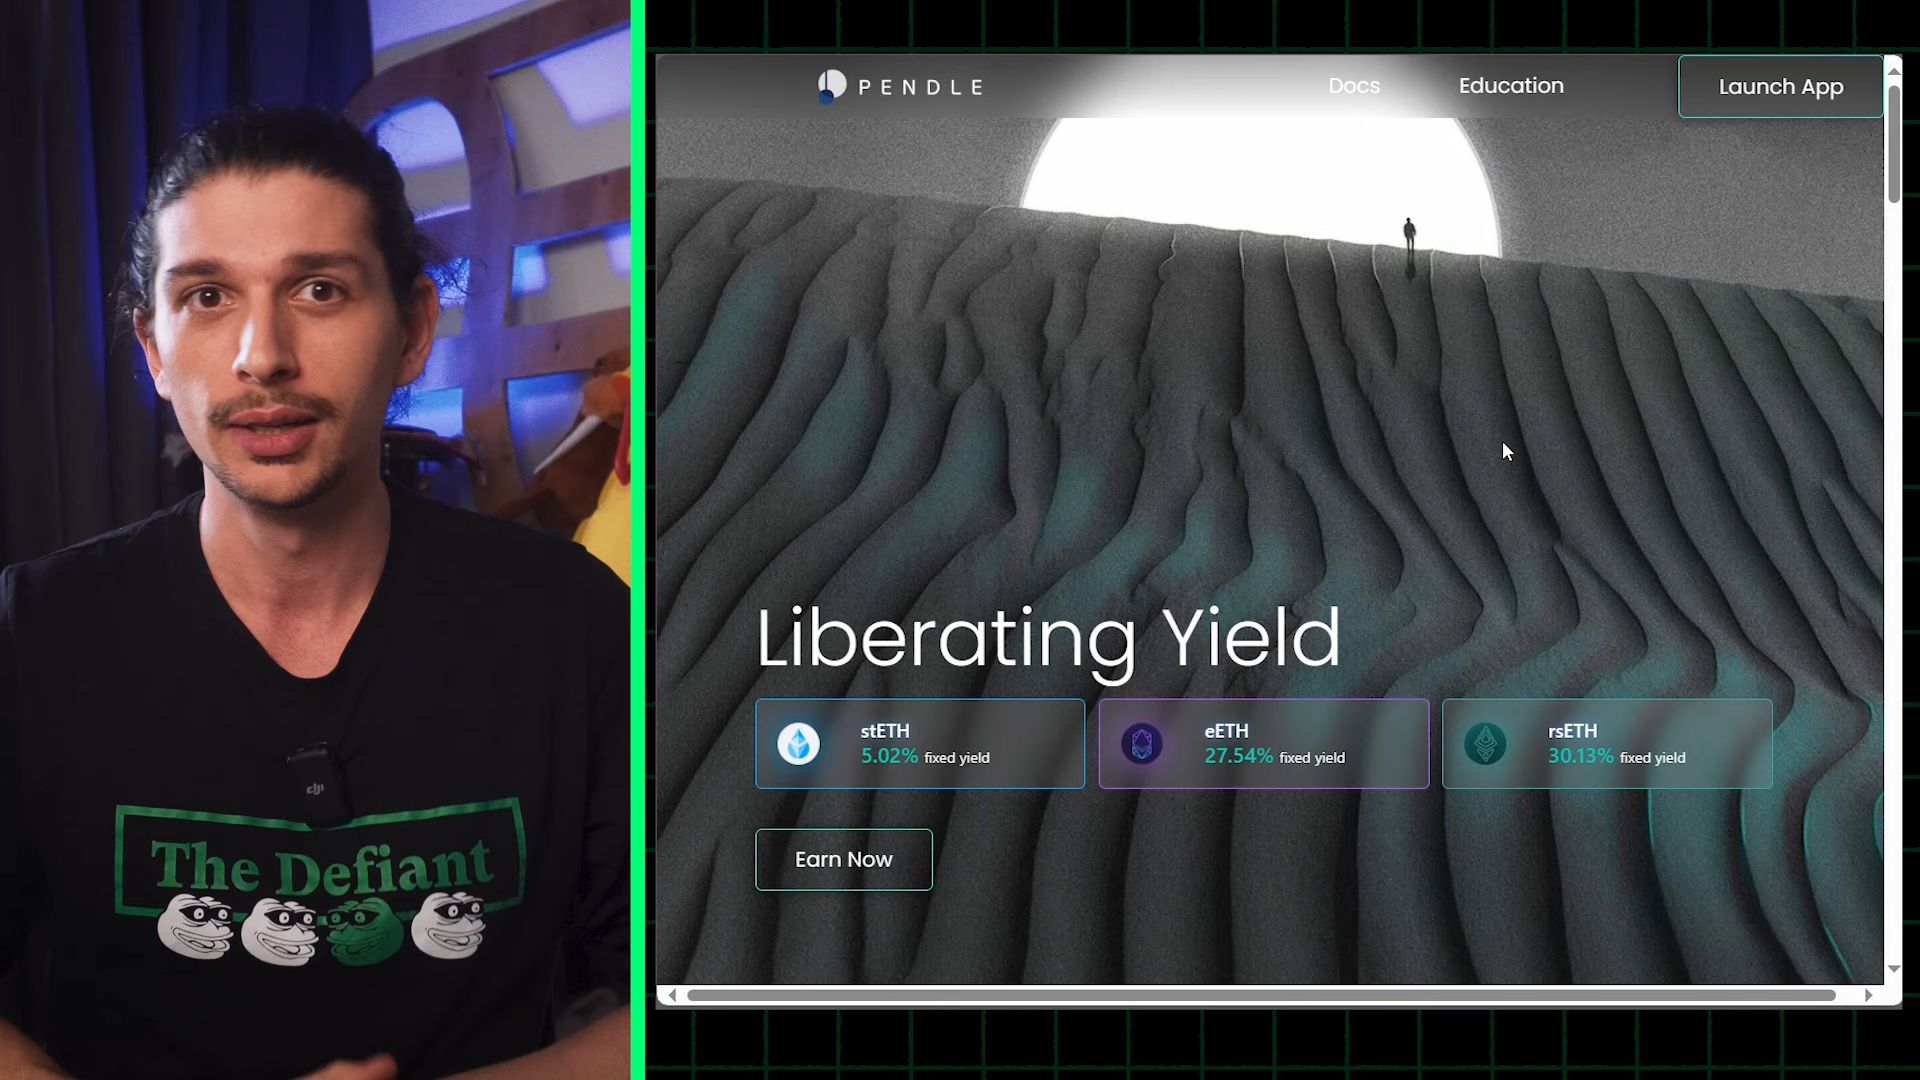 PENDLE
Docs
Education
Launch App
Liberating Yield
stETH
5.02% fixed yield
eETH
27.54% fixed yield
rsETH
30.13% fixed yield
Earn Now
dji
The Defiant